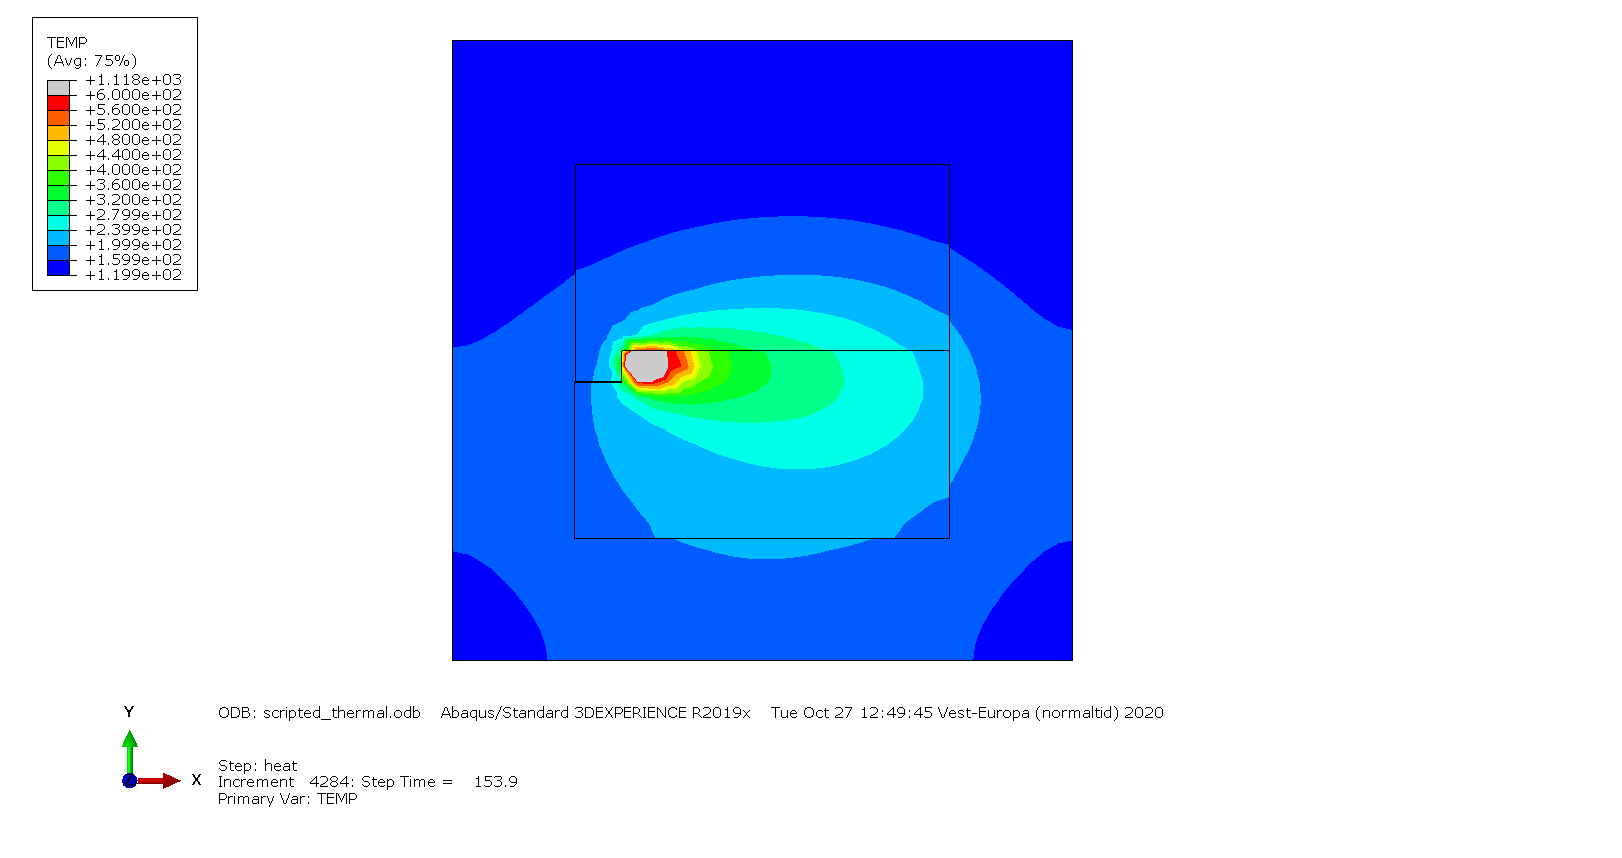 TEMP
(Avg: 75%)
+1.118e+03
+6.000e+02
+5.600e+02
+5.200e+02
+4.800e+02
+4.400e+02
+4.000e+02
+3.600e+02
+3.200e+02
+2.799e+02
+2.399e+02
+1.999e+02
+1.599e+02
+1.199e+02
Y
X
Z
ODB: scripted_thermal.odb Abaqus/Standard 3DEXPERIENCE R2019x Tue Oct 27 12:49:45 Vest-Europa (normaltid) 2020
Step: heat
Increment 4284: Step Time = 153.9
Primary Var: TEMP